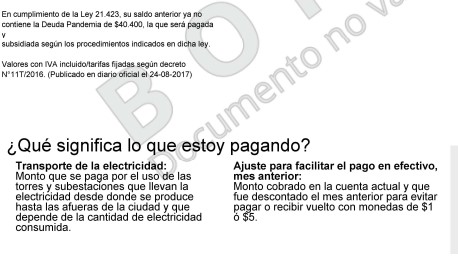 En cumplimiento de la Ley 21.423, su saldo anterior ya no
contiene la Deuda Pandemia de $40.400, la que será pagada
y
subsidiada según los procedimientos indicados en dicha ley.
Valores con IVA incluido/tarifas fijadas según decreto
N°11T/2016. (Publicado en diario oficial el 24-08-2017)
¿Qué significa lo que estoy pagando?
Transporte de la electricidad:
Monto que se paga por el uso de las
torres y subestaciones que llevan la
electricidad desde donde se produce
hasta las afueras de la ciudad y que
depende de la cantidad de electricidad
consumida.
Ajuste para facilitar el pago en efectivo,
mes anterior:
Monto cobrado en la cuenta actual y que
fue descontado el mes anterior para evitar
pagar o recibir vuelto con monedas de $1
ó $5.
Documento no